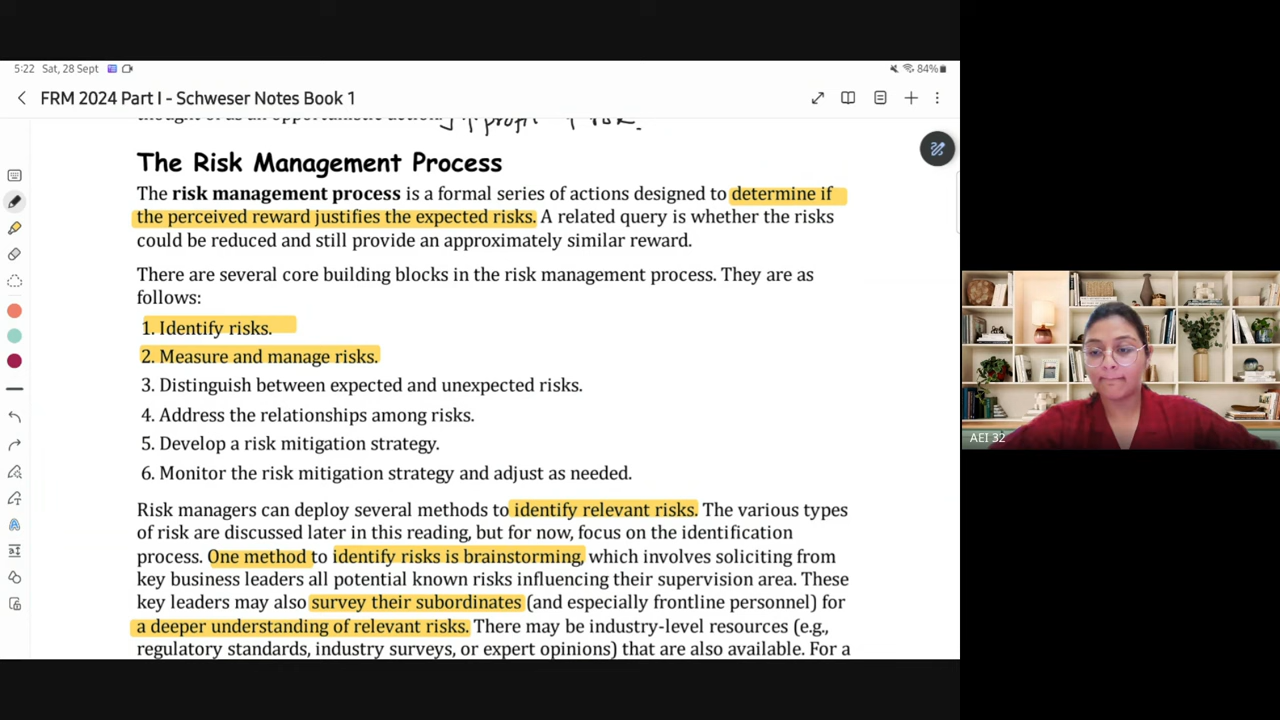 5:22 Sat, 28 Sept 84%
FRM 2024 Part I - Schweser Notes Book 1
thought of as an opportunistic action.
The Risk Management Process
The risk management process is a formal series of actions designed to determine if
the perceived reward justifies the expected risks. A related query is whether the risks
could be reduced and still provide an approximately similar reward.
There are several core building blocks in the risk management process. They are as
follows:
1. Identify risks.
2. Measure and manage risks.
3. Distinguish between expected and unexpected risks.
4. Address the relationships among risks.
5. Develop a risk mitigation strategy.
6. Monitor the risk mitigation strategy and adjust as needed.
Risk managers can deploy several methods to identify relevant risks. The various types
of risk are discussed later in this reading, but for now, focus on the identification
process. One method to identify risks is brainstorming, which involves soliciting from
key business leaders all potential known risks influencing their supervision area. These
key leaders may also survey their subordinates (and especially frontline personnel) for
a deeper understanding of relevant risks. There may be industry-level resources (e.g.,
regulatory standards, industry surveys, or expert opinions) that are also available. For a
AEI 32